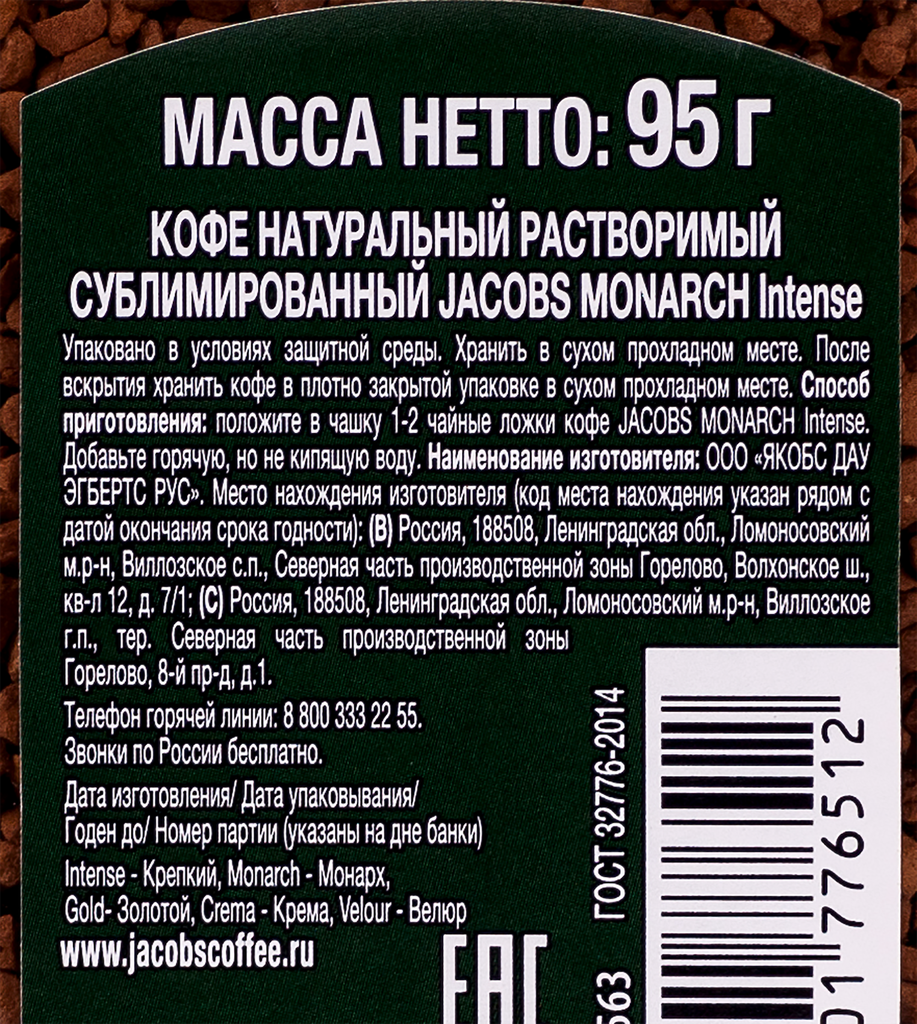 МАССА НЕТТО: 95 г
КОФЕ НАТУРАЛЬНЫЙ РАСТВОРИМЫЙ
СУБЛИМИРОВАННЫЙ JACOBS MONARCH Intense
Упаковано в условиях защитной среды. Хранить в сухом прохладном месте. После
вскрытия хранить кофе в плотно закрытой упаковке в сухом прохладном месте. Способ
приготовления: положите в чашку 1-2 чайные ложки кофе JACOBS MONARCH Intense.
Добавьте горячую, но не кипящую воду. Наименование изготовителя: ООО «ЯКОБС ДАУ
ЭГБЕРТС РУС». Место нахождения изготовителя (код места нахождения указан рядом с
датой окончания срока годности): (B) Россия, 188508, Ленинградская обл., Ломоносовский
м.р-н, Виллозское с.п., Северная часть производственной зоны Горелово, Волхонское ш.,
кв-л 12, д. 7/1; (C) Россия, 188508, Ленинградская обл., Ломоносовский м.р-н, Виллозское
г.п., тер. Северная часть производственной зоны
Горелово, 8-й пр-д, д.1.
Телефон горячей линии: 8 800 333 22 55.
Звонки по России бесплатно.
Дата изготовления/ Дата упаковывания/
Годен до/ Номер партии (указаны на дне банки)
Intense - Крепкий, Monarch - Монарх,
Gold- Золотой, Crema - Крема, Velour - Велюр
www.jacobscoffee.ru
ЕАС
ГОСТ 32776-2014
563
01776512